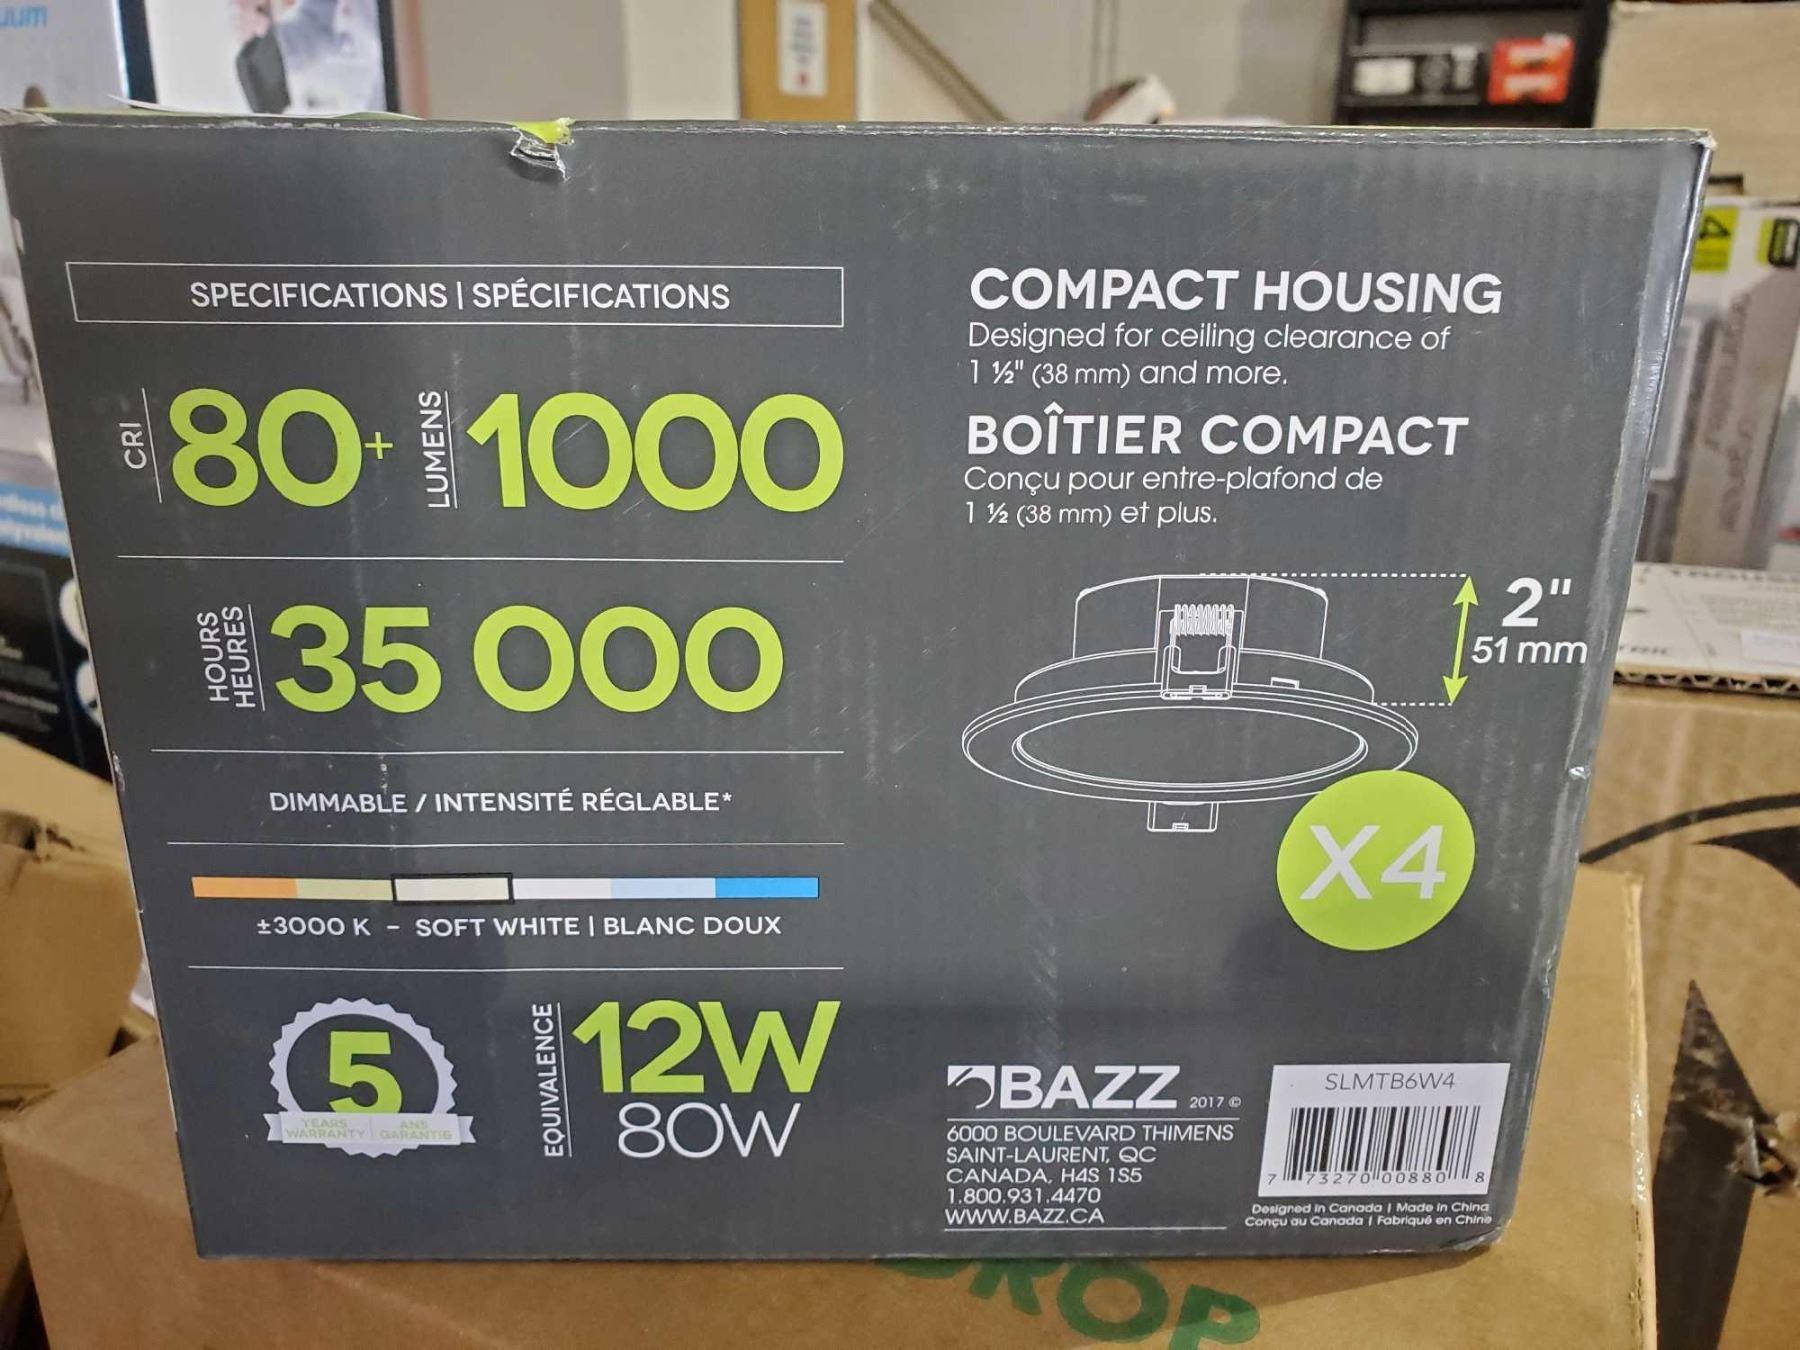 SPECIFICATIONS | SPÉCIFICATIONS
CRI 80+
LUMENS 1000
HOURS
HEURES
35 000
DIMMABLE / INTENSITÉ RÉGLABLE*
±3000 K - SOFT WHITE | BLANC DOUX
5
YEARS ANS
WARRANTY GARANTIE
EQUIVALENCE
12W
80W
COMPACT HOUSING
Designed for ceiling clearance of
1 ½" (38 mm) and more.
BOÎTIER COMPACT
Conçu pour entre-plafond de
1 ½ (38 mm) et plus.
2"
51 mm
X4
BAZZ 2017 ©
6000 BOULEVARD THIMENS
SAINT-LAURENT, QC
CANADA, H4S 1S5
1.800.931.4470
WWW.BAZZ.CA
SLMTB6W4
7 73270 00880 8
Designed in Canada | Made in China
Conçu au Canada | Fabriqué en Chine